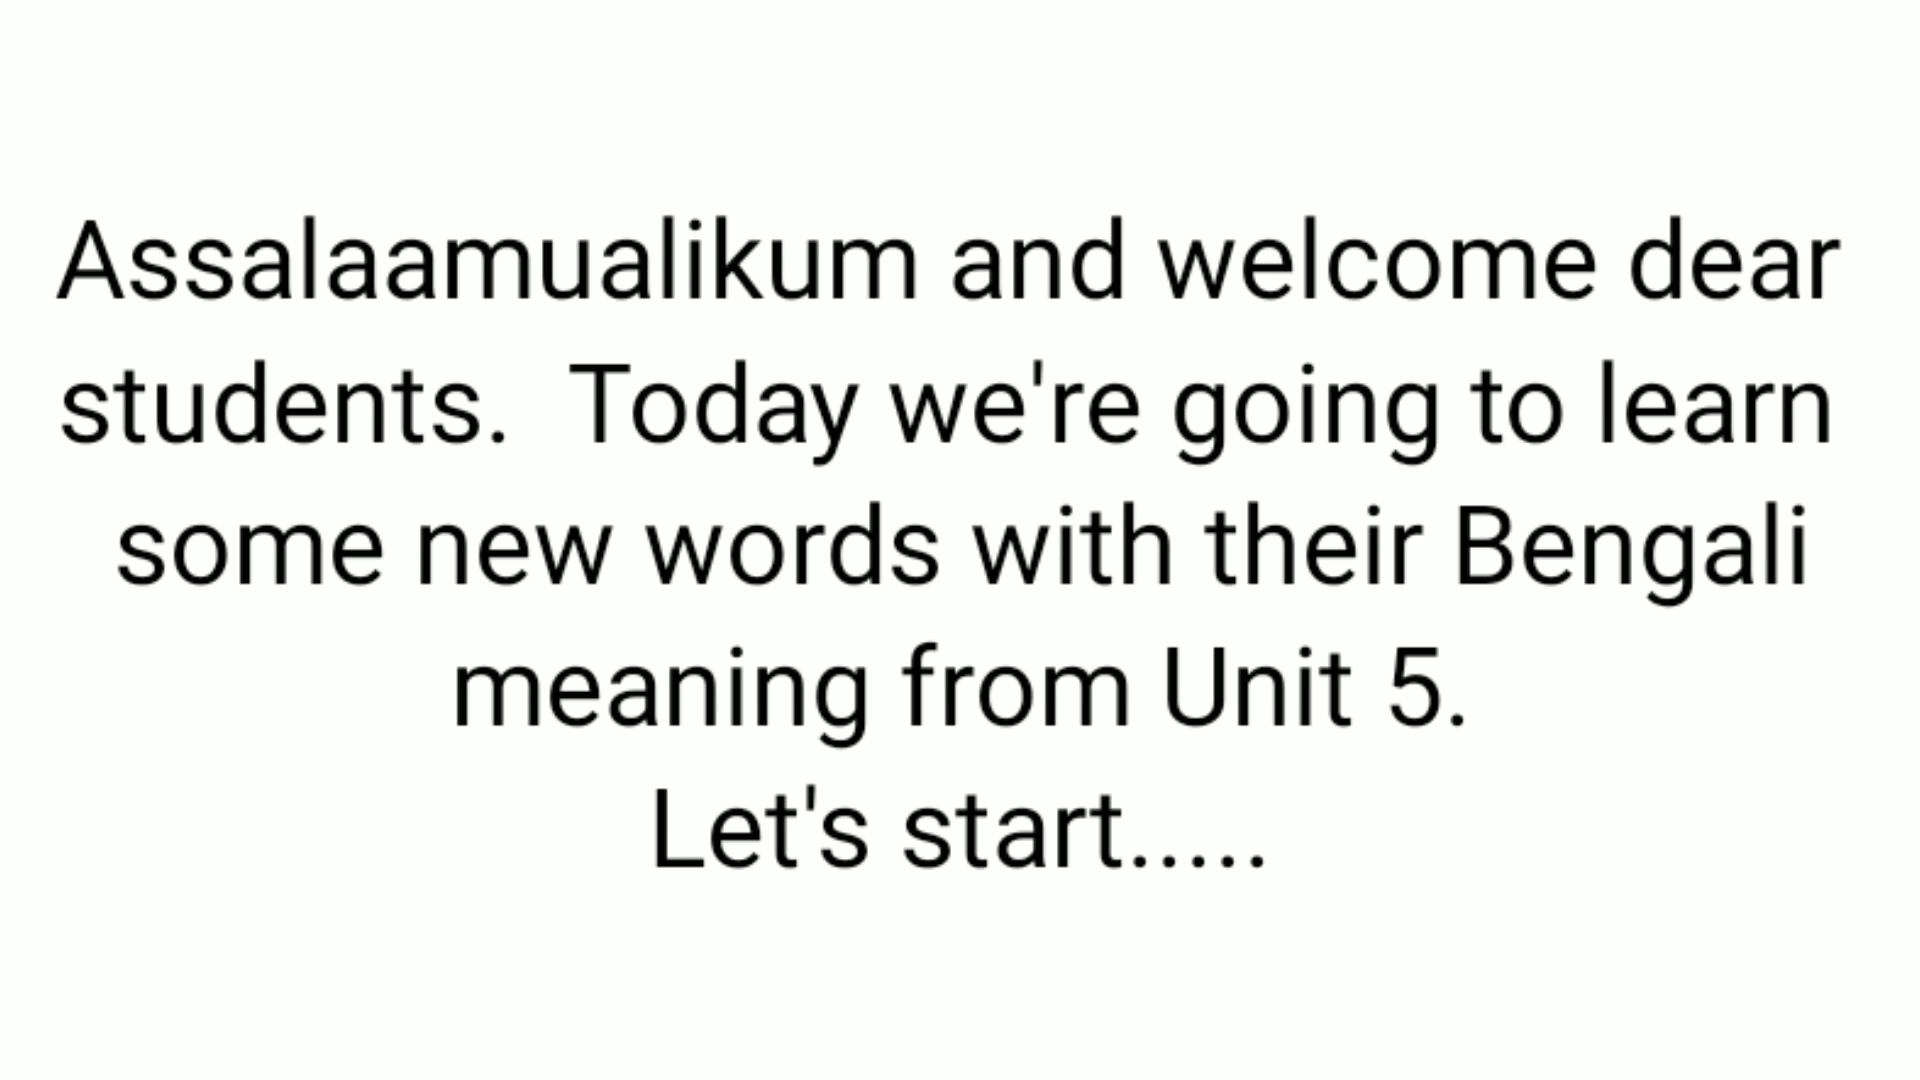 Assalaamualikum and welcome dear
students.  Today we're going to learn
some new words with their Bengali
meaning from Unit 5.
Let's start.....